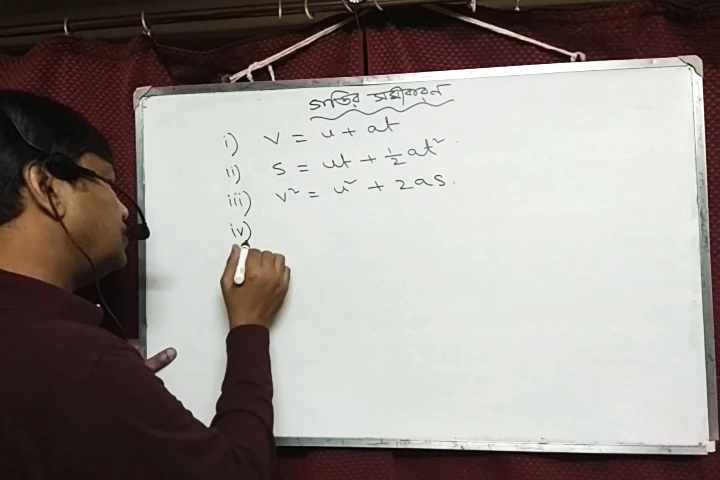 গতির সমীকরণ
i) v = u + at
ii) s = ut + ½at².
iii) v² = u² + 2as.
iv)